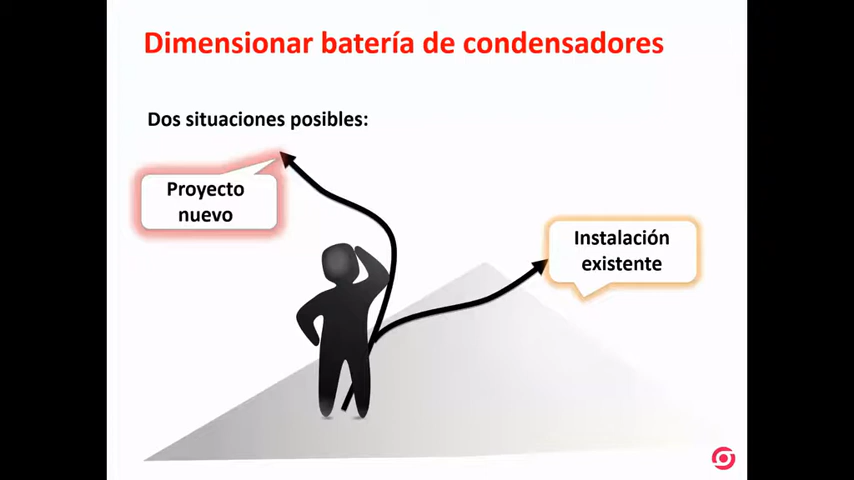 Dimensionar batería de condensadores
Dos situaciones posibles:
Proyecto
nuevo
Instalación
existente